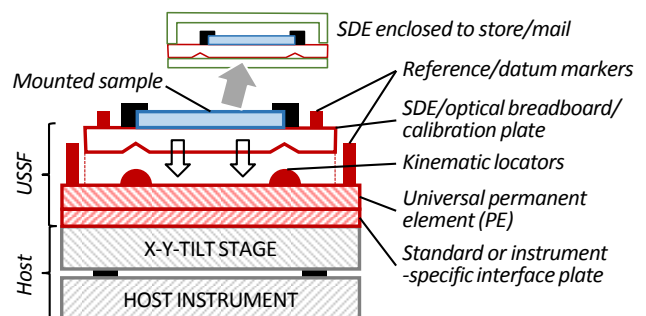 SDE enclosed to store/mail
Mounted sample
Reference/datum markers
SDE/optical breadboard/
calibration plate
Kinematic locators
Universal permanent
element (PE)
Standard or instrument
-specific interface plate
USSF
Host
X-Y-TILT STAGE
HOST INSTRUMENT